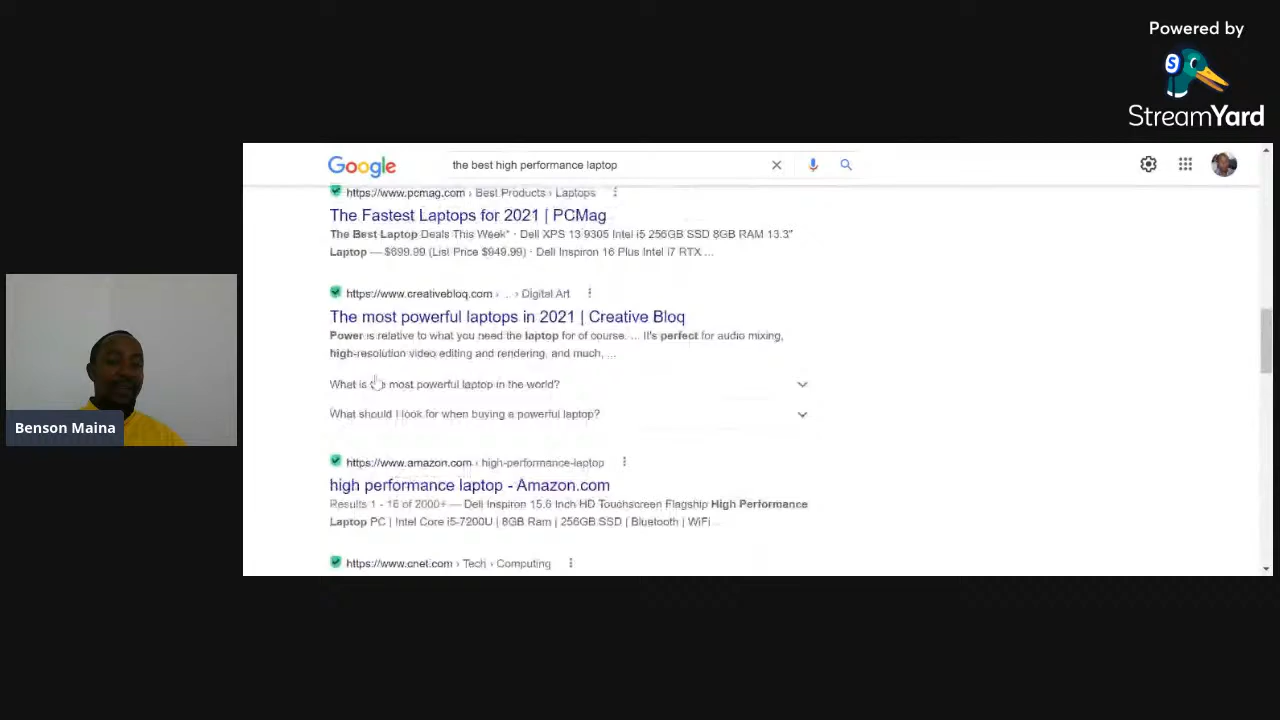 Powered by
StreamYard
Google
the best high performance laptop
https://www.pcmag.com › Best Products › Laptops
The Fastest Laptops for 2021 | PCMag
The Best Laptop Deals This Week* · Dell XPS 13 9305 Intel i5 256GB SSD 8GB RAM 13.3"
Laptop — $699.99 (List Price $949.99) · Dell Inspiron 16 Plus Intel i7 RTX ...
https://www.creativebloq.com › ... › Digital Art
The most powerful laptops in 2021 | Creative Bloq
Power is relative to what you need the laptop for of course. ... It's perfect for audio mixing,
high-resolution video editing and rendering, and much, ...
What is the most powerful laptop in the world?
What should I look for when buying a powerful laptop?
Benson Maina
https://www.amazon.com › high-performance-laptop
high performance laptop - Amazon.com
Results 1 - 16 of 2000+ — Dell Inspiron 15.6 Inch HD Touchscreen Flagship High Performance
Laptop PC | Intel Core i5-7200U | 8GB Ram | 256GB SSD | Bluetooth | WiFi ...
https://www.cnet.com › Tech › Computing